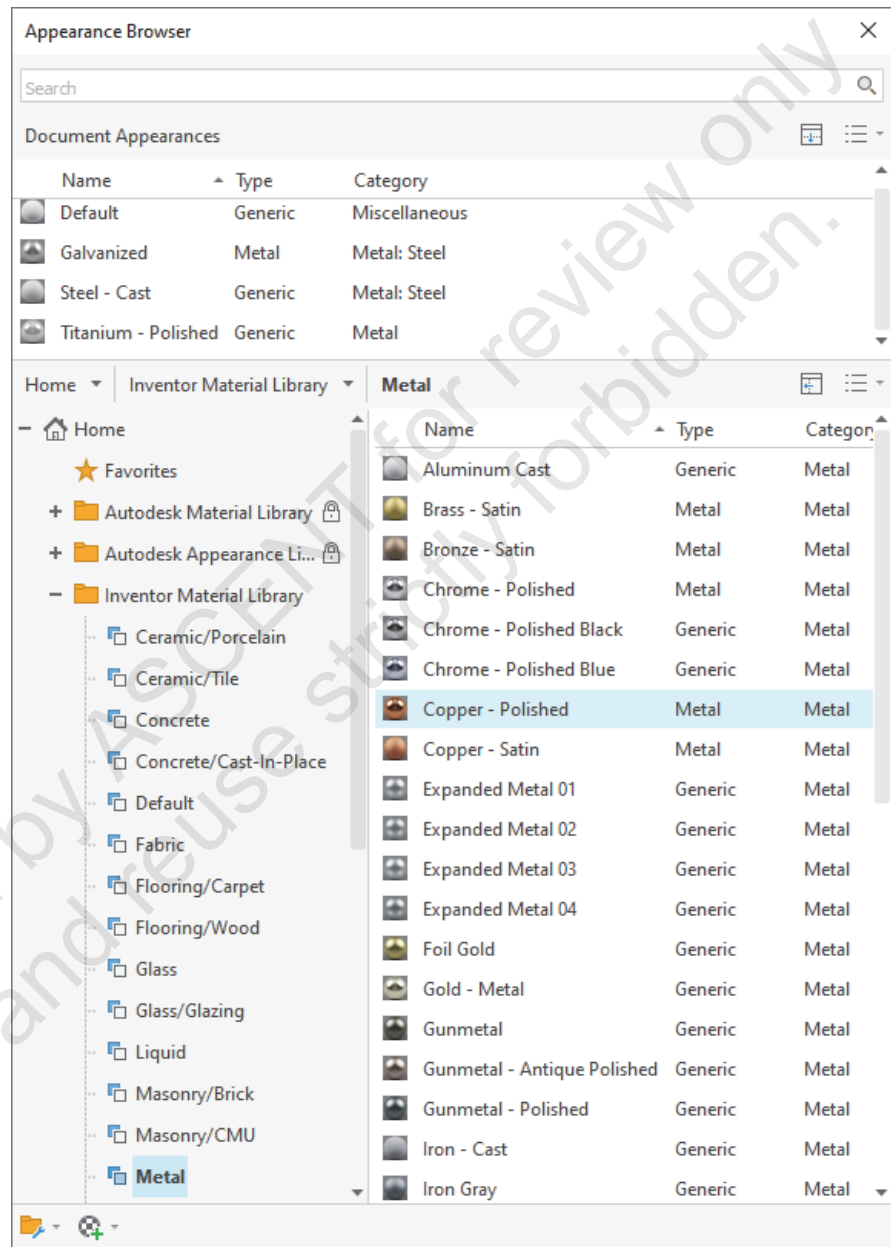 Appearance Browser
Search
Document Appearances
Name Type Category
Default Generic Miscellaneous
Galvanized Metal Metal: Steel
Steel - Cast Generic Metal: Steel
Titanium - Polished Generic Metal
Home Inventor Material Library Metal
Home
Favorites
Autodesk Material Library
Autodesk Appearance Li...
Inventor Material Library
Ceramic/Porcelain
Ceramic/Tile
Concrete
Concrete/Cast-In-Place
Default
Fabric
Flooring/Carpet
Flooring/Wood
Glass
Glass/Glazing
Liquid
Masonry/Brick
Masonry/CMU
Metal
Name Type Category
Aluminum Cast Generic Metal
Brass - Satin Metal Metal
Bronze - Satin Metal Metal
Chrome - Polished Metal Metal
Chrome - Polished Black Generic Metal
Chrome - Polished Blue Generic Metal
Copper - Polished Metal Metal
Copper - Satin Metal Metal
Expanded Metal 01 Generic Metal
Expanded Metal 02 Generic Metal
Expanded Metal 03 Generic Metal
Expanded Metal 04 Generic Metal
Foil Gold Generic Metal
Gold - Metal Generic Metal
Gunmetal Generic Metal
Gunmetal - Antique Polished Generic Metal
Gunmetal - Polished Generic Metal
Iron - Cast Generic Metal
Iron Gray Generic Metal
by ASCENT for review only
and reuse strictly forbidden.